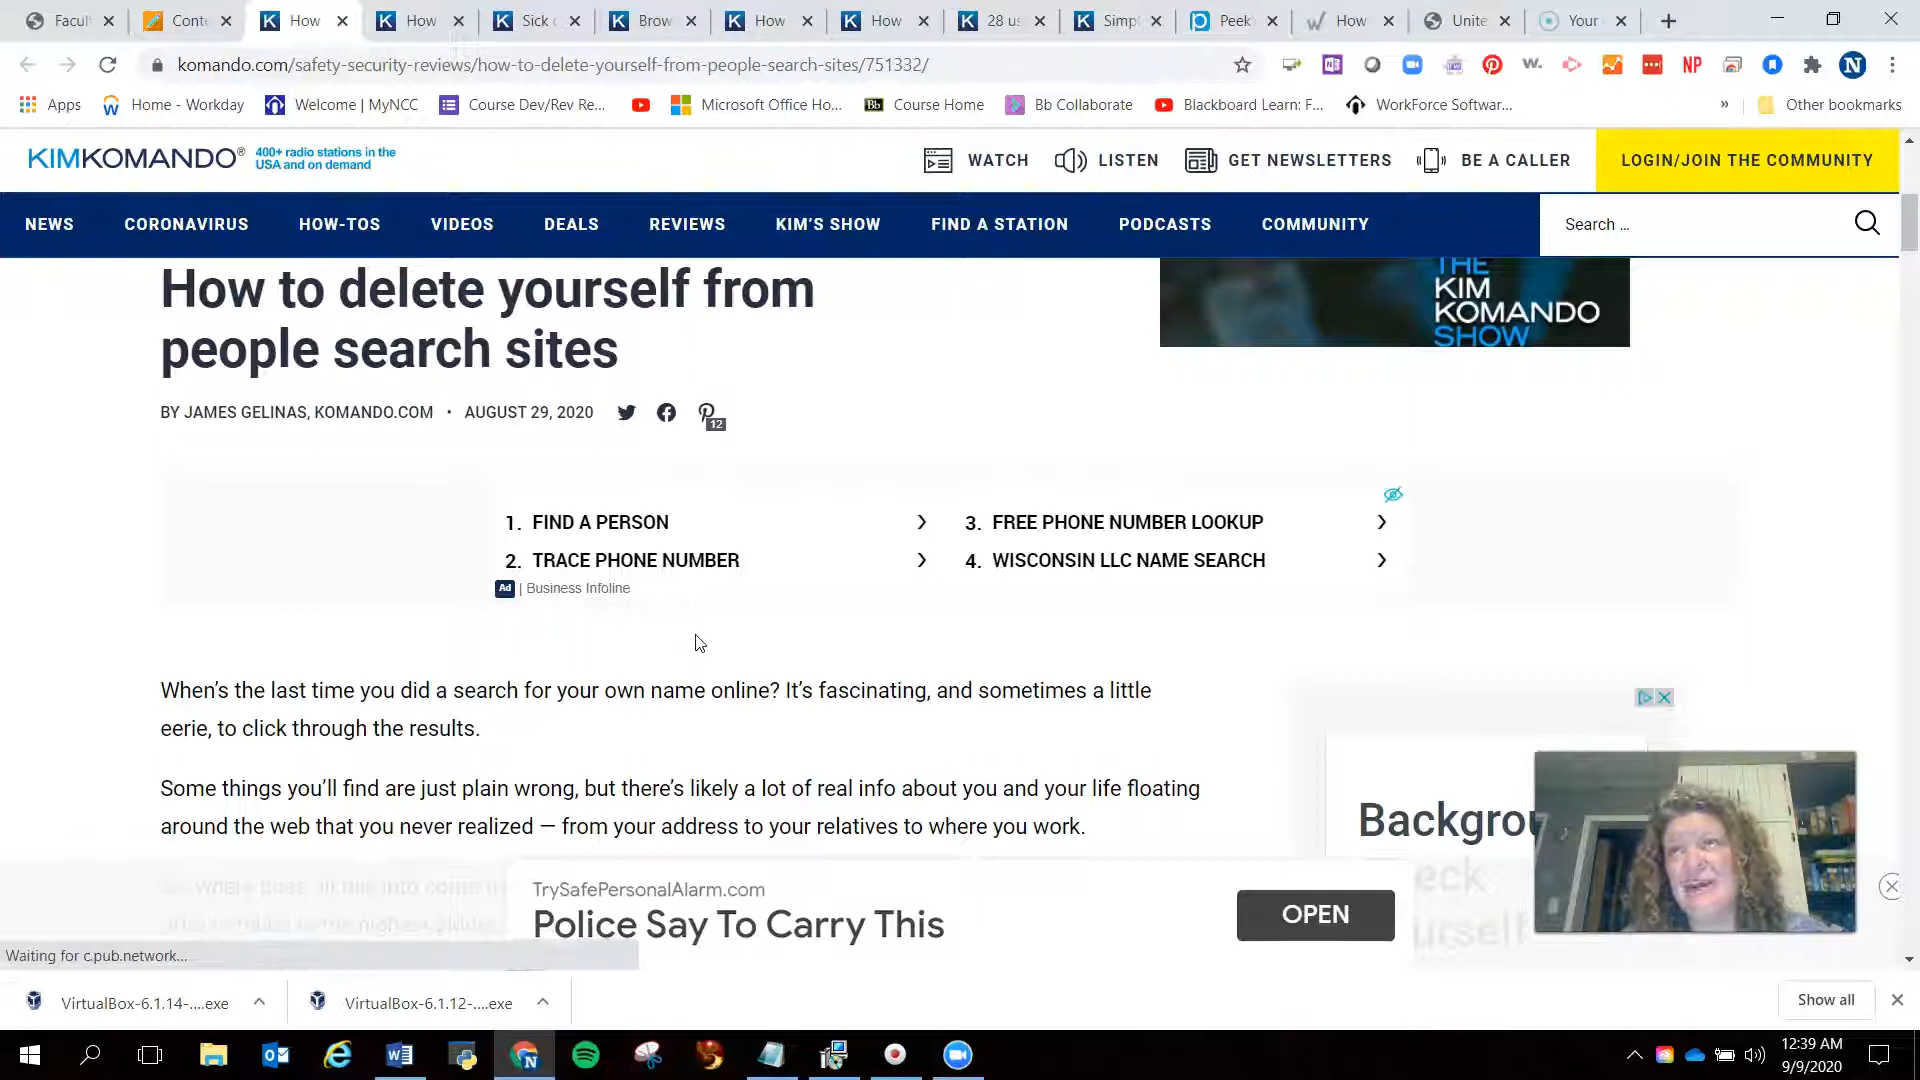 Facul
Conte
How
How
Sick o
Brow
How
How
28 us
Simp
Peek
How
Unite
Your
komando.com/safety-security-reviews/how-to-delete-yourself-from-people-search-sites/751332/
Apps
Home - Workday
Welcome | MyNCC
Course Dev/Rev Re...
Microsoft Office Ho...
Bb Course Home
Bb Collaborate
Blackboard Learn: F...
WorkForce Softwar...
»
Other bookmarks
KIMKOMANDO®
400+ radio stations in the
USA and on demand
WATCH
LISTEN
GET NEWSLETTERS
BE A CALLER
LOGIN/JOIN THE COMMUNITY
NEWS
CORONAVIRUS
HOW-TOS
VIDEOS
DEALS
REVIEWS
KIM'S SHOW
FIND A STATION
PODCASTS
COMMUNITY
Search ...
How to delete yourself from
people search sites
THE
KIM
KOMANDO
SHOW
BY JAMES GELINAS, KOMANDO.COM • AUGUST 29, 2020
12
1. FIND A PERSON
2. TRACE PHONE NUMBER
3. FREE PHONE NUMBER LOOKUP
4. WISCONSIN LLC NAME SEARCH
Ad | Business Infoline
When's the last time you did a search for your own name online? It's fascinating, and sometimes a little
eerie, to click through the results.
Some things you'll find are just plain wrong, but there's likely a lot of real info about you and your life floating
around the web that you never realized — from your address to your relatives to where you work.
Backgrou
eck
urself
TrySafePersonalAlarm.com
Police Say To Carry This
OPEN
Waiting for c.pub.network...
VirtualBox-6.1.14-....exe
VirtualBox-6.1.12-....exe
Show all
12:39 AM
9/9/2020